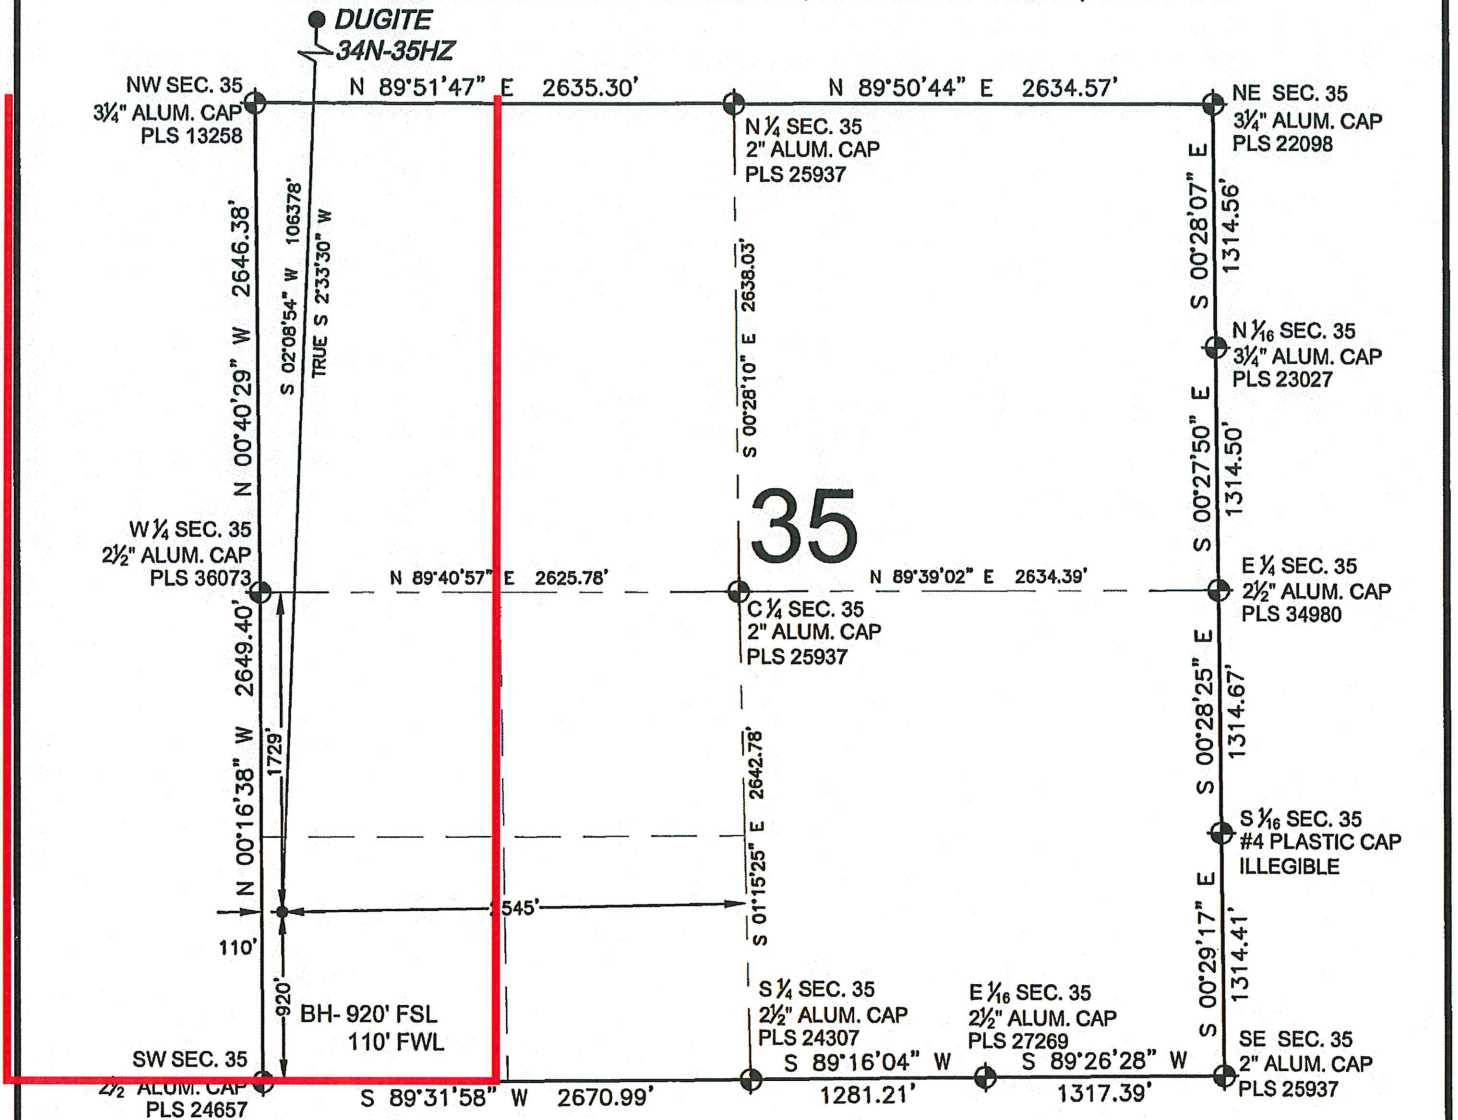 DUGITE
34N-35HZ
NW SEC. 35
3¼" ALUM. CAP
PLS 13258
N 89°51'47" E 2635.30'
N 89°50'44" E 2634.57'
NE SEC. 35
3¼" ALUM. CAP
PLS 22098
N ¼ SEC. 35
2" ALUM. CAP
PLS 25937
N 00°40'29" W 2646.38'
S 02°08'54" W 106378'
TRUE S 2°33'30" W
S 00°28'10" E 2638.03'
S 00°28'07" E
1314.56'
N 1⁄16 SEC. 35
3¼" ALUM. CAP
PLS 23027
S 00°27'50" E
1314.50'
35
W ¼ SEC. 35
2½" ALUM. CAP
PLS 36073
N 89°40'57" E 2625.78'
N 89°39'02" E 2634.39'
C ¼ SEC. 35
2" ALUM. CAP
PLS 25937
E ¼ SEC. 35
2½" ALUM. CAP
PLS 34980
N 00°16'38" W 2649.40'
1729'
S 01°15'25" E 2642.78'
S 00°28'25" E
1314.67'
S 1⁄16 SEC. 35
#4 PLASTIC CAP
ILLEGIBLE
2545'
110'
920'
BH- 920' FSL
110' FWL
S 00°29'17" E
1314.41'
S ¼ SEC. 35
2½" ALUM. CAP
PLS 24307
E 1⁄16 SEC. 35
2½" ALUM. CAP
PLS 27269
SW SEC. 35
2½" ALUM. CAP
PLS 24657
S 89°31'58" W 2670.99'
S 89°16'04" W
1281.21'
S 89°26'28" W
1317.39'
SE SEC. 35
2" ALUM. CAP
PLS 25937